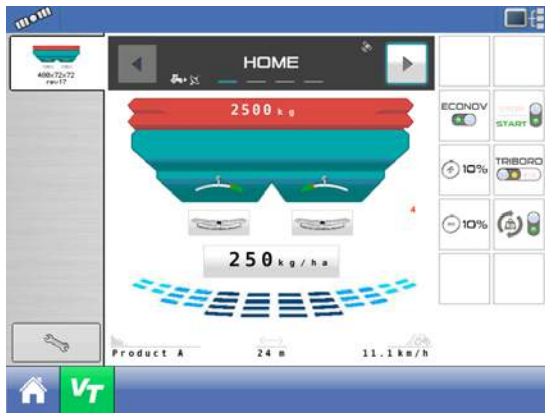 HOME
400x72x72
rev17
2500 kg
ECONOV
START
10%
TRIBORD
4
10%
250 kg/ha
Product A
24 m
11.1 km/h
VT